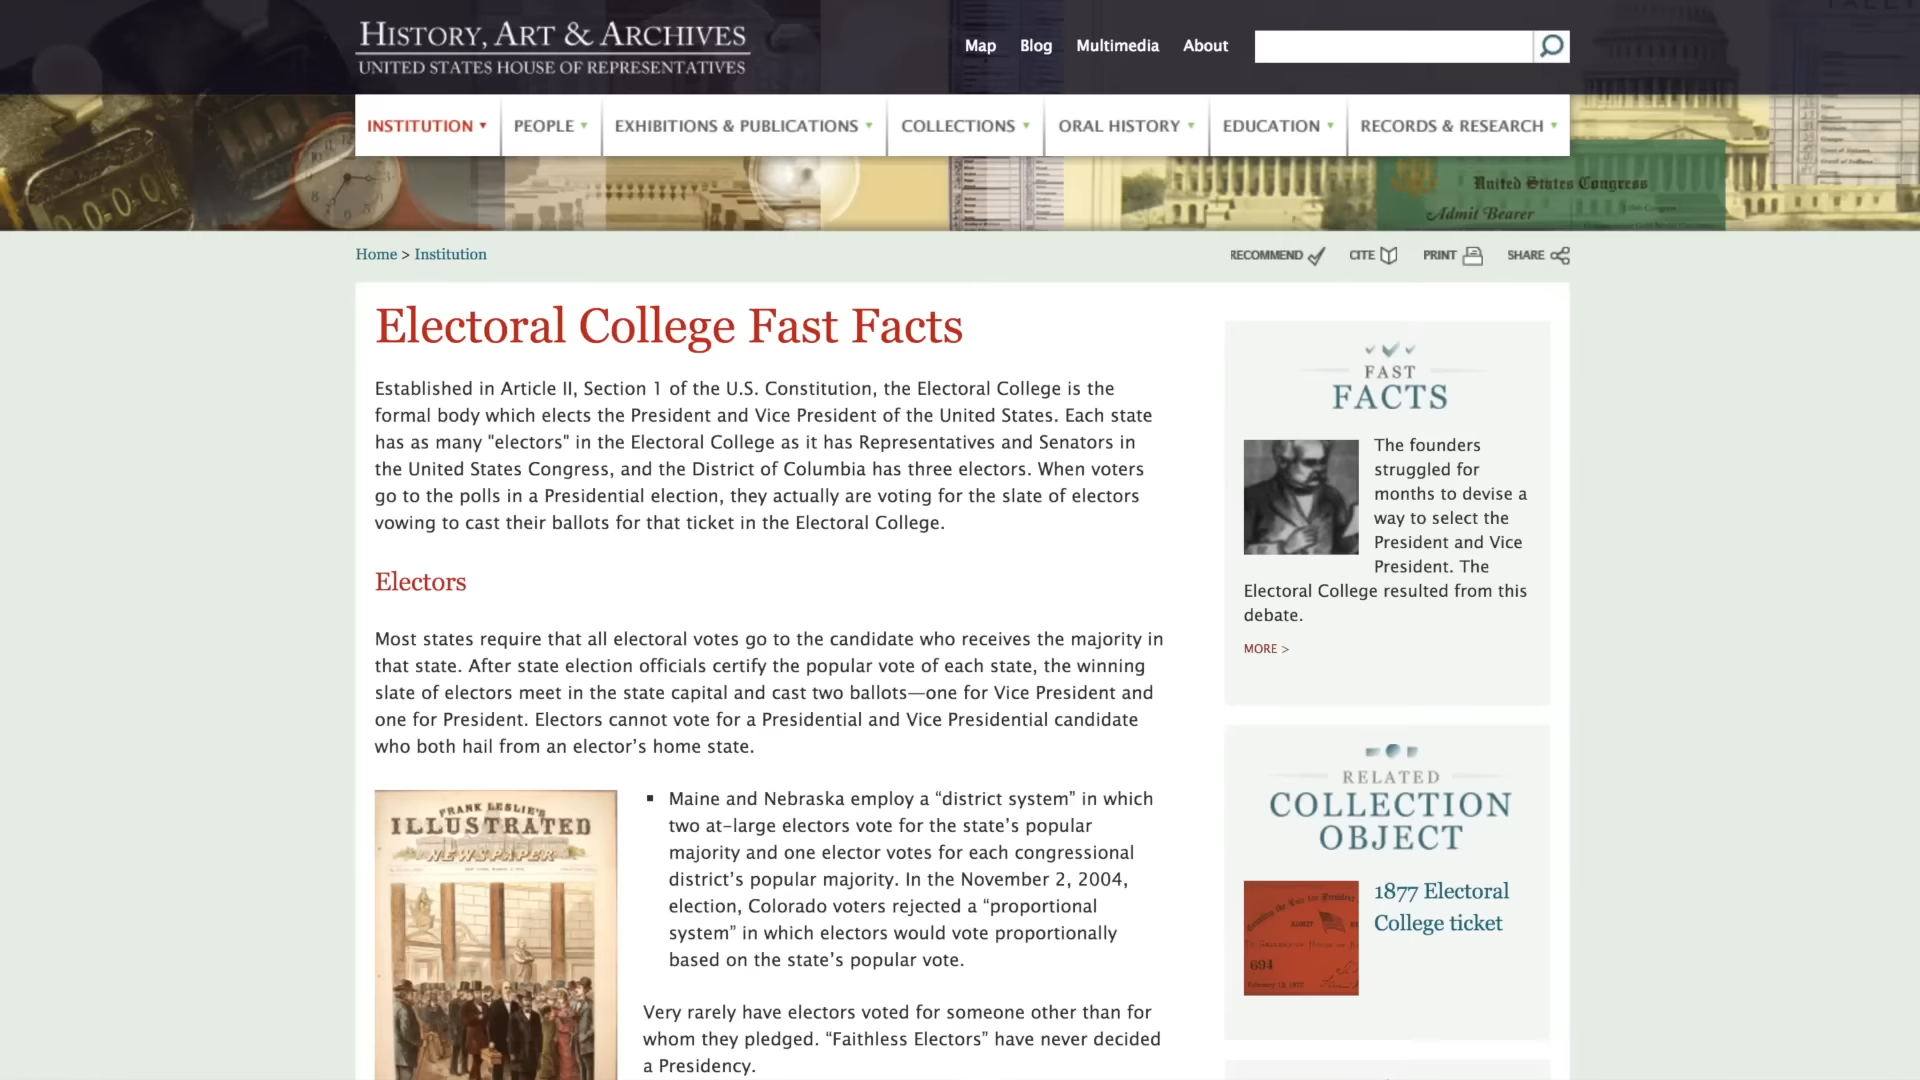 HISTORY, ART & ARCHIVES
UNITED STATES HOUSE OF REPRESENTATIVES
Map Blog Multimedia About
INSTITUTION PEOPLE EXHIBITIONS & PUBLICATIONS COLLECTIONS ORAL HISTORY EDUCATION RECORDS & RESEARCH
United States Congress
Admit Bearer
Home > Institution
RECOMMEND CITE PRINT SHARE
Electoral College Fast Facts
Established in Article II, Section 1 of the U.S. Constitution, the Electoral College is the
formal body which elects the President and Vice President of the United States. Each state
has as many "electors" in the Electoral College as it has Representatives and Senators in
the United States Congress, and the District of Columbia has three electors. When voters
go to the polls in a Presidential election, they actually are voting for the slate of electors
vowing to cast their ballots for that ticket in the Electoral College.
Electors
Most states require that all electoral votes go to the candidate who receives the majority in
that state. After state election officials certify the popular vote of each state, the winning
slate of electors meet in the state capital and cast two ballots—one for Vice President and
one for President. Electors cannot vote for a Presidential and Vice Presidential candidate
who both hail from an elector’s home state.
FRANK LESLIE'S
ILLUSTRATED
NEWSPAPER
▪ Maine and Nebraska employ a “district system” in which
two at-large electors vote for the state’s popular
majority and one elector votes for each congressional
district’s popular majority. In the November 2, 2004,
election, Colorado voters rejected a “proportional
system” in which electors would vote proportionally
based on the state’s popular vote.
Very rarely have electors voted for someone other than for
whom they pledged. “Faithless Electors” have never decided
a Presidency.
FAST
FACTS
The founders
struggled for
months to devise a
way to select the
President and Vice
President. The
Electoral College resulted from this
debate.
MORE >
RELATED
COLLECTION
OBJECT
1877 Electoral
College ticket
ADMIT
694